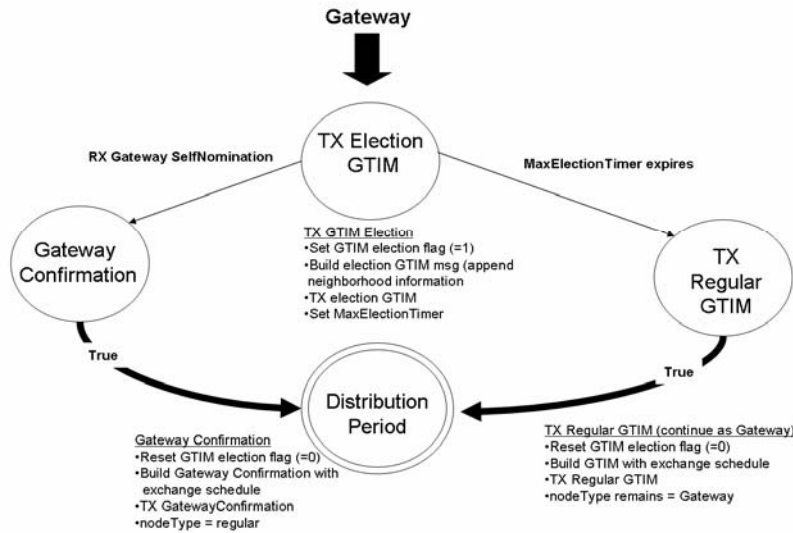 Gateway
TX Election
GTIM
RX Gateway SelfNomination
MaxElectionTimer expires
Gateway
Confirmation
TX GTIM Election
•Set GTIM election flag (=1)
•Build election GTIM msg (append
neighborhood information
•TX election GTIM
•Set MaxElectionTimer
TX
Regular
GTIM
True
True
Distribution
Period
Gateway Confirmation
•Reset GTIM election flag (=0)
•Build Gateway Confirmation with
exchange schedule
•TX GatewayConfirmation
•nodeType = regular
TX Regular GTIM (continue as Gateway)
•Reset GTIM election flag (=0)
•Build GTIM with exchange schedule
•TX Regular GTIM
•nodeType remains = Gateway